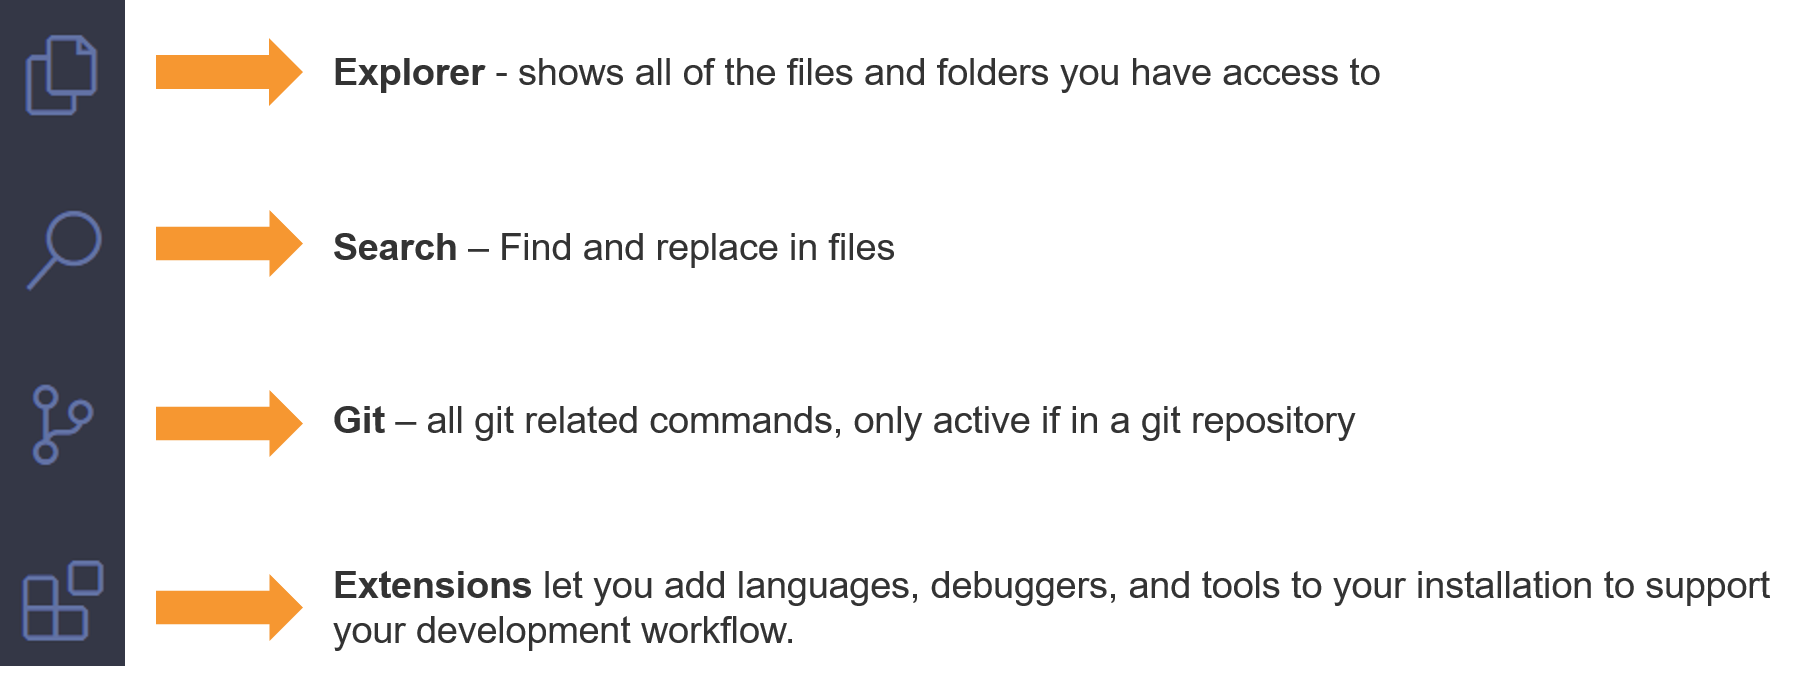 Explorer - shows all of the files and folders you have access to
Search – Find and replace in files
Git – all git related commands, only active if in a git repository
Extensions let you add languages, debuggers, and tools to your installation to support
your development workflow.